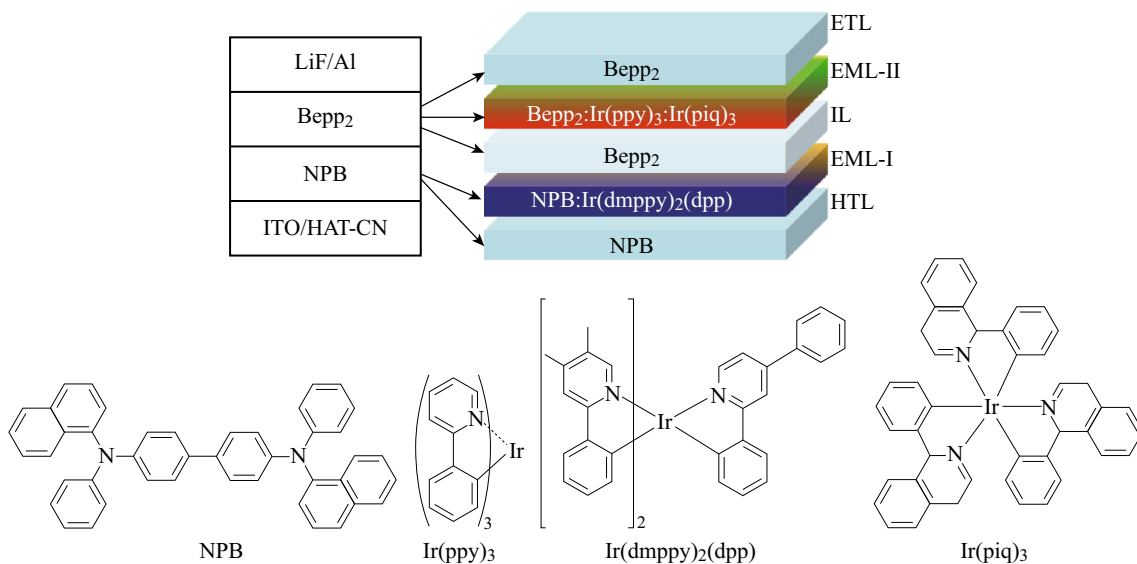 LiF/Al
Bepp2
NPB
ITO/HAT-CN
ETL
Bepp2
EML-II
Bepp2:Ir(ppy)3:Ir(piq)3
IL
Bepp2
EML-I
NPB:Ir(dmppy)2(dpp)
HTL
NPB
N
N
NPB
N
Ir
3
Ir(ppy)3
N
N
Ir
2
Ir(dmppy)2(dpp)
N
Ir
N
N
Ir(piq)3